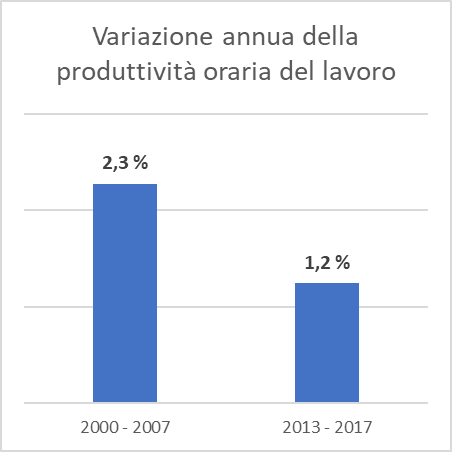 Variazione annua della
produttività oraria del lavoro
2,3 %
1,2 %
2000 - 2007
2013 - 2017